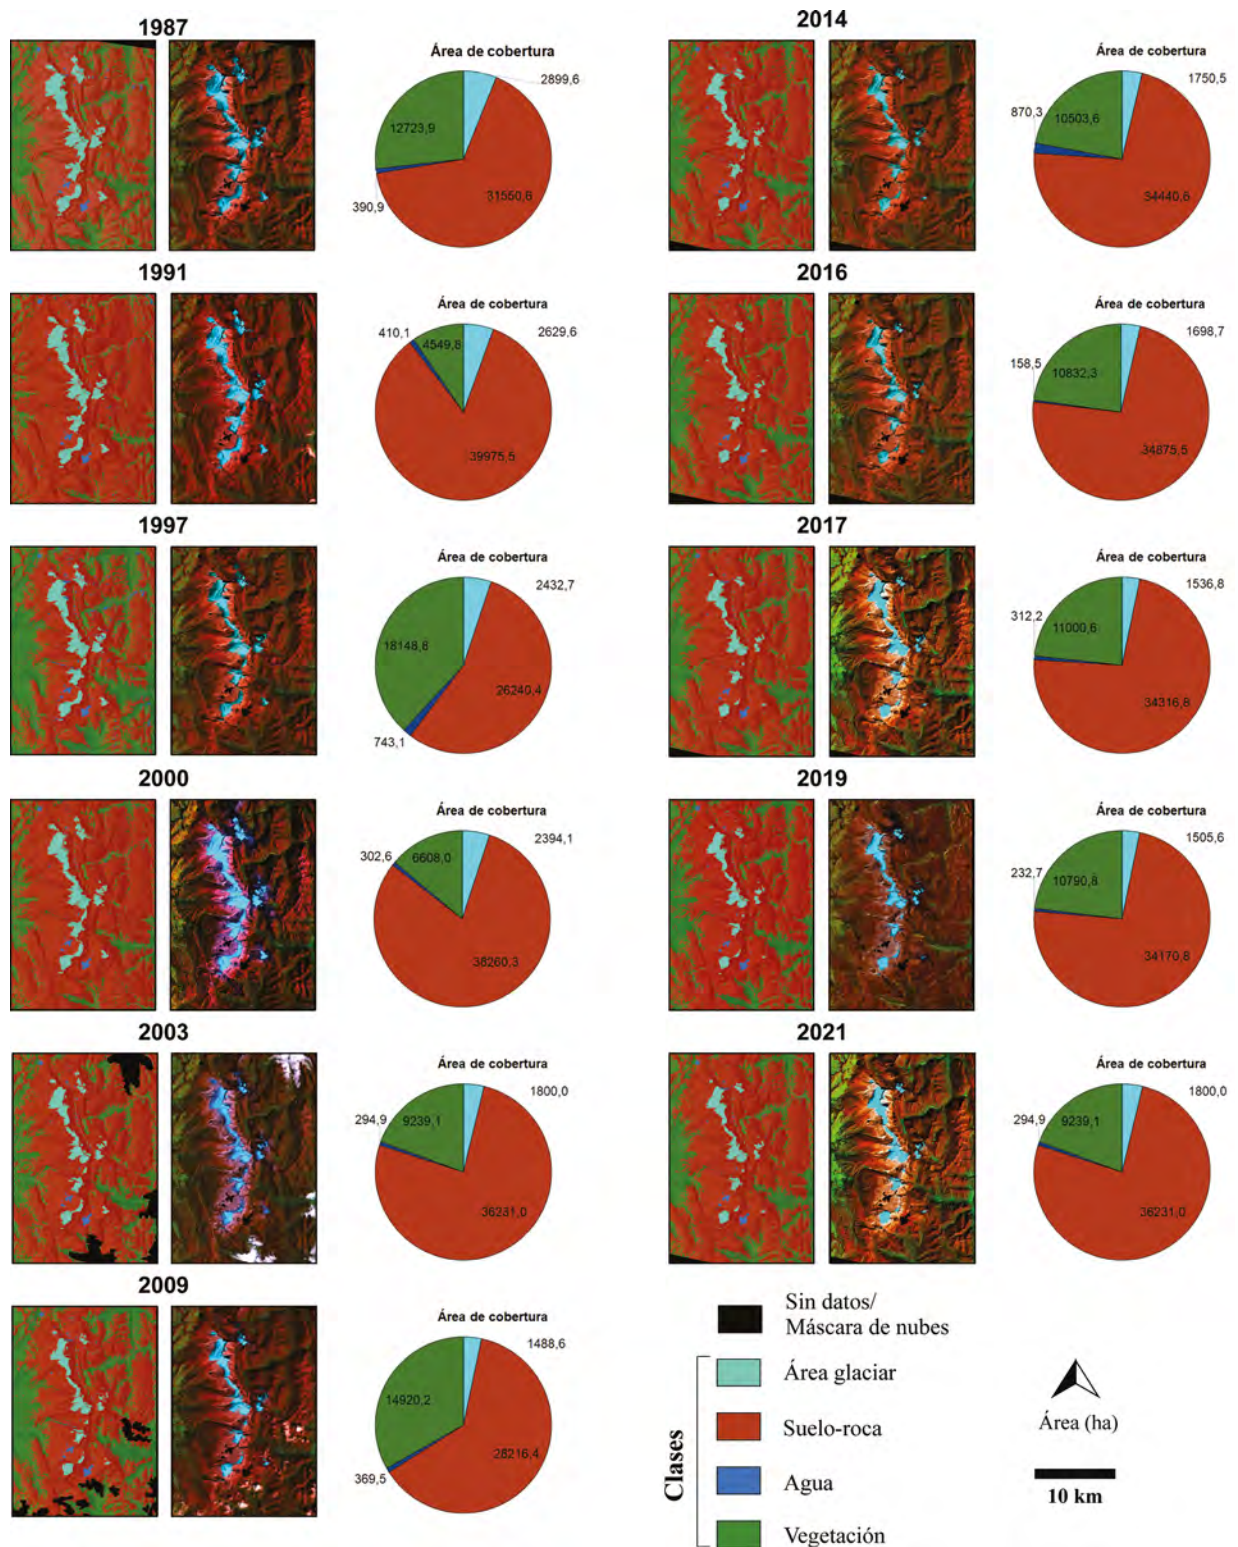 1987
Área de cobertura
2899,6
12723,9
31550,6
390,9
1991
Área de cobertura
2629,6
410,1
4549,8
39975,5
1997
Área de cobertura
2432,7
18148,8
26240,4
743,1
2000
Área de cobertura
2394,1
302,6
6608,0
38260,3
2003
Área de cobertura
1800,0
294,9
9239,1
36231,0
2009
Área de cobertura
1488,6
14920,2
28216,4
369,5
2014
Área de cobertura
1750,5
870,3
10503,6
34440,6
2016
Área de cobertura
1698,7
158,5
10832,3
34875,5
2017
Área de cobertura
1536,8
312,2
11000,6
34316,8
2019
Área de cobertura
1505,6
232,7
10790,8
34170,8
2021
Área de cobertura
1800,0
294,9
9239,1
36231,0
Sin datos/
Máscara de nubes
Clases
Área glaciar
Suelo-roca
Agua
Vegetación
Área (ha)
10 km